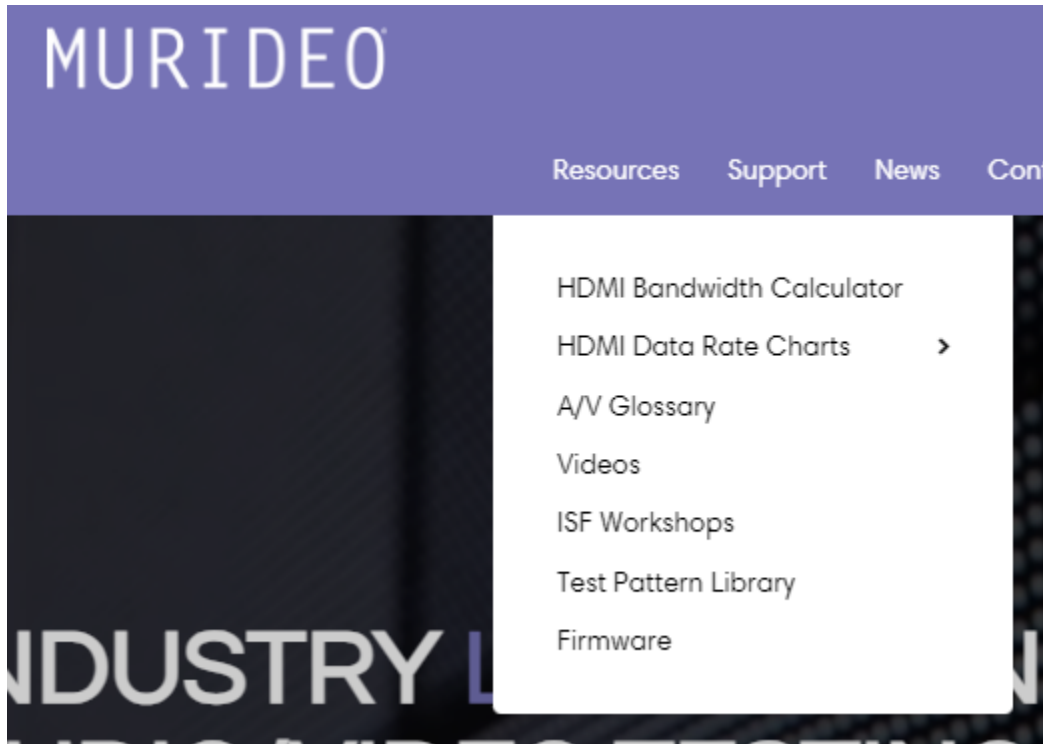 MURIDEO
Resources Support News
HDMI Bandwidth Calculator
HDMI Data Rate Charts
A/V Glossary
Videos
ISF Workshops
Test Pattern Library
Firmware